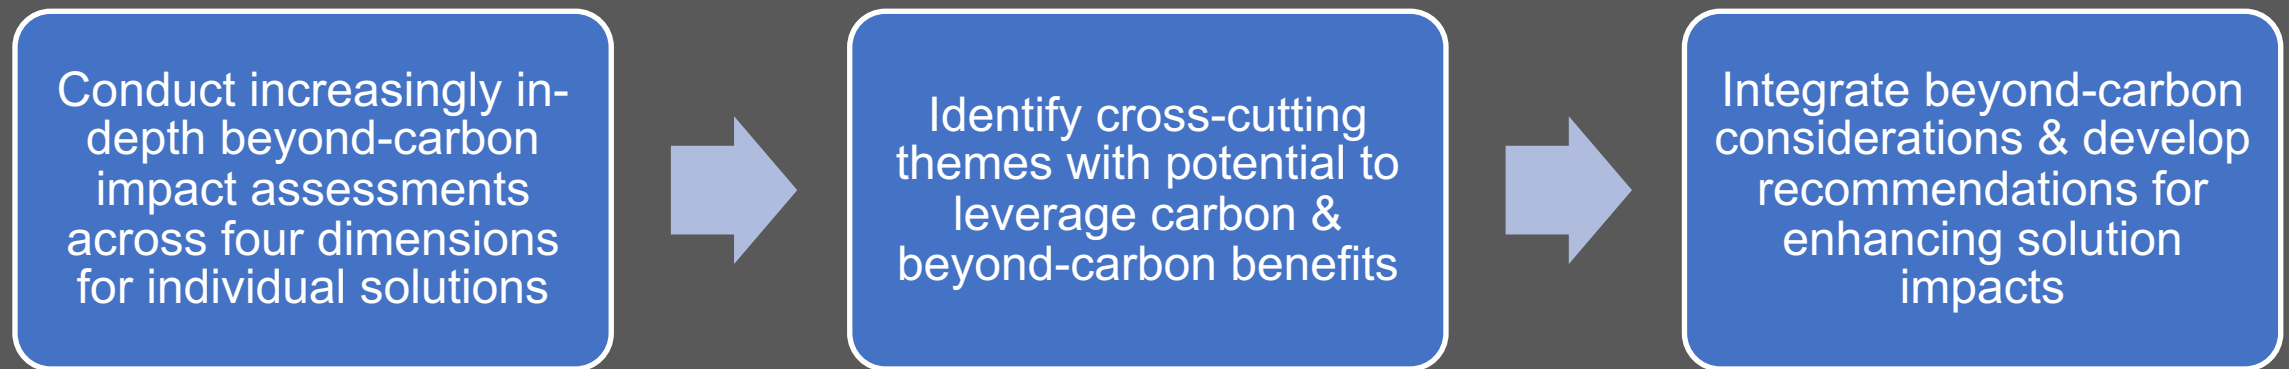 Conduct increasingly in-
depth beyond-carbon
impact assessments
across four dimensions
for individual solutions
Identify cross-cutting
themes with potential to
leverage carbon &
beyond-carbon benefits
Integrate beyond-carbon
considerations & develop
recommendations for
enhancing solution
impacts